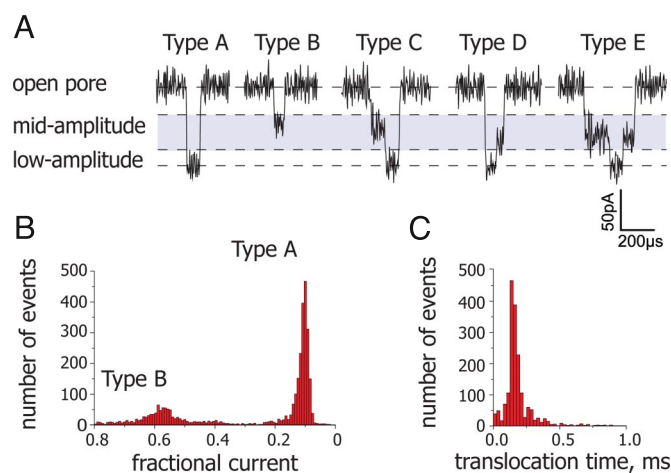 A
Type A Type B Type C Type D Type E
open pore
mid-amplitude
low-amplitude
50pA
200µs
B
Type A
Type B
number of events
500
400
300
200
100
0
0.8 0.6 0.4 0.2 0
fractional current
C
number of events
500
400
300
200
100
0
0.0 0.5 1.0
translocation time, ms